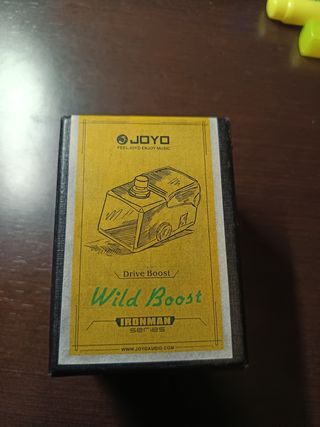 JOYO
FEEL JOYO ENJOY MUSIC
Drive Boost
Wild Boost
IRONMAN
SERIES
WWW.JOYOAUDIO.COM